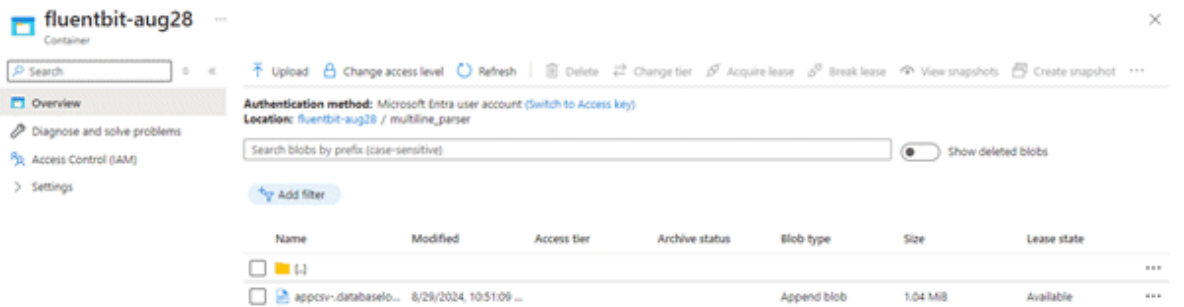 fluentbit-aug28 ...
Container
Search
Upload Change access level Refresh Delete Change tier Acquire lease Break lease View snapshots Create snapshot ...
Overview
Diagnose and solve problems
Access Control (IAM)
Settings
Authentication method: Microsoft Entra user account (Switch to Access key)
Location: fluentbit-aug28 / multiline_parser
Search blobs by prefix (case-sensitive)
Show deleted blobs
Add filter
Name Modified Access tier Archive status Blob type Size Lease state
[..]
appcsv-.databaselo... 8/29/2024, 10:51:09 ... Append blob 1.04 MiB Available